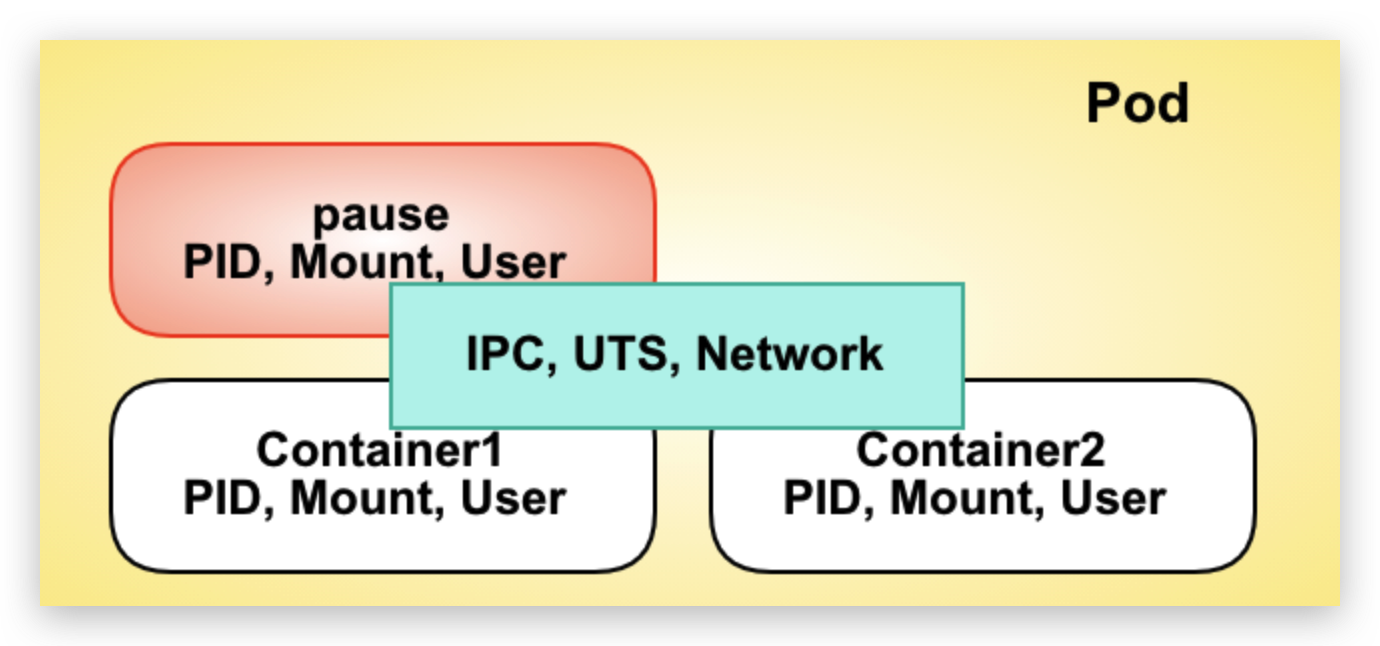 Pod
pause
PID, Mount, User
IPC, UTS, Network
Container1
PID, Mount, User
Container2
PID, Mount, User